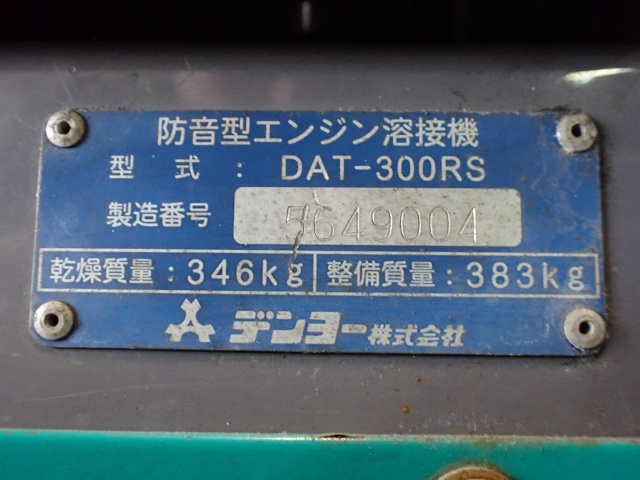 防音型エンジン溶接機
型式：DAT-300RS
製造番号 5649004
乾燥質量：346kg 整備質量：383kg
デンヨー株式会社